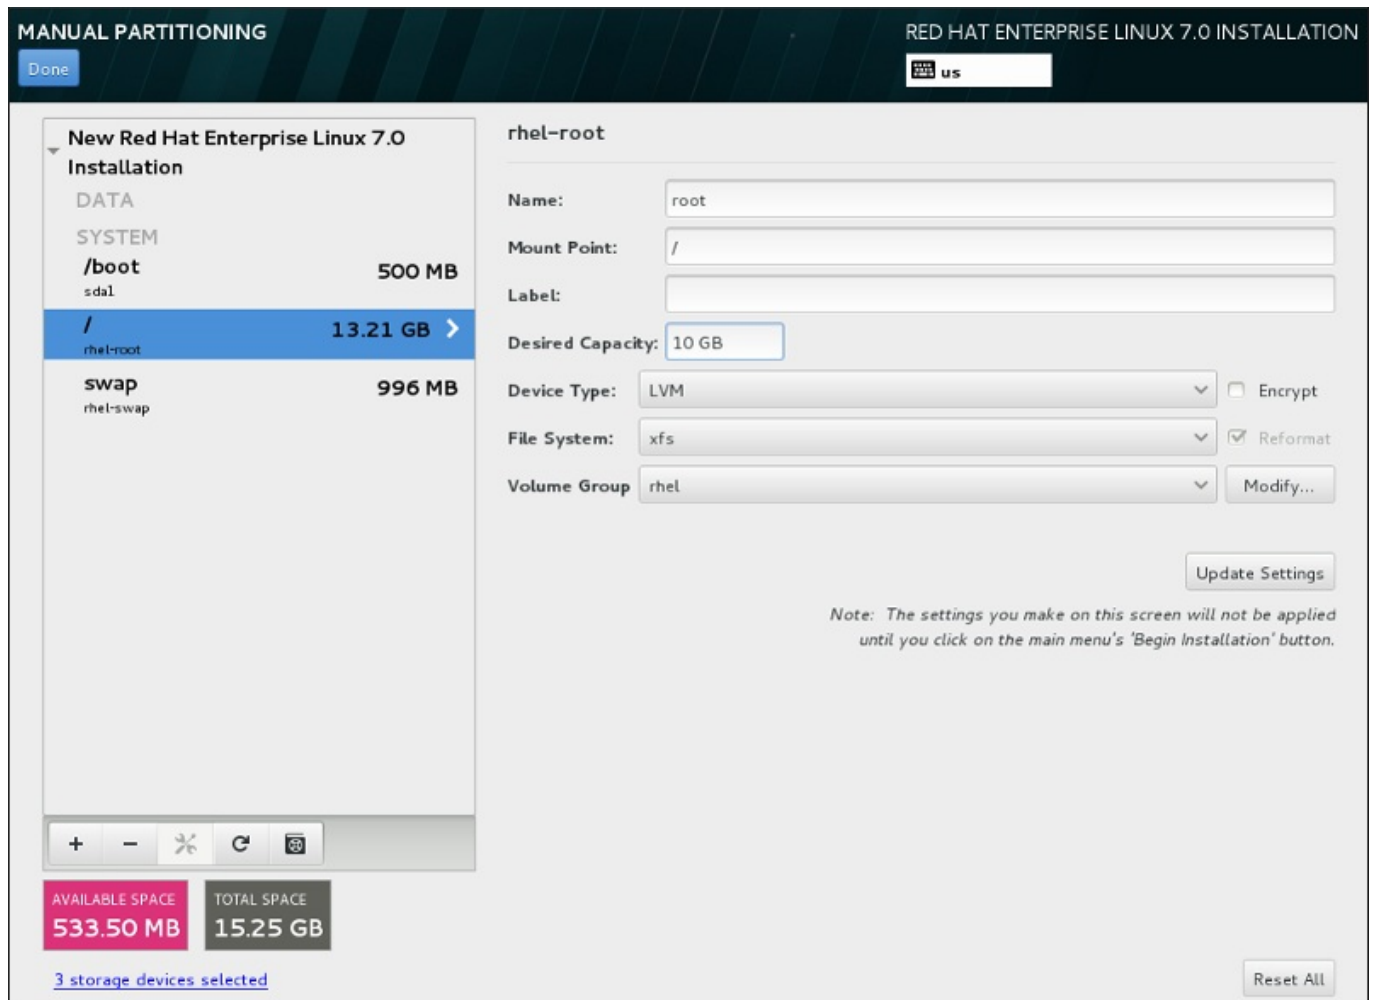 MANUAL PARTITIONING
RED HAT ENTERPRISE LINUX 7.0 INSTALLATION
Done
us
New Red Hat Enterprise Linux 7.0
Installation
DATA
SYSTEM
/boot
500 MB
sda1
/
13.21 GB
rhel-root
swap
996 MB
rhel-swap
+ -
AVAILABLE SPACE
533.50 MB
TOTAL SPACE
15.25 GB
3 storage devices selected
rhel-root
Name: root
Mount Point: /
Label:
Desired Capacity: 10 GB
Device Type: LVM Encrypt
File System: xfs Reformat
Volume Group rhel Modify...
Update Settings
Note: The settings you make on this screen will not be applied
until you click on the main menu's 'Begin Installation' button.
Reset All